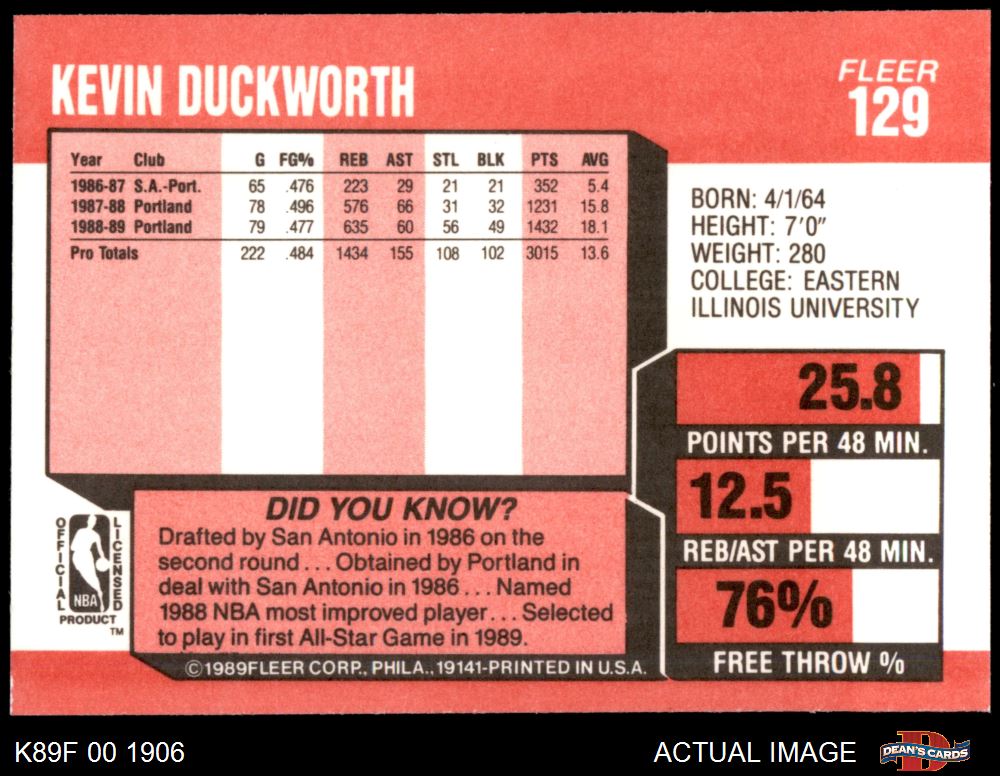 KEVIN DUCKWORTH
FLEER
129
Year Club G FG% REB AST STL BLK PTS AVG
1986-87 S.A.-Port. 65 .476 223 29 21 21 352 5.4
1987-88 Portland 78 .496 576 66 31 32 1231 15.8
1988-89 Portland 79 .477 635 60 56 49 1432 18.1
Pro Totals 222 .484 1434 155 108 102 3015 13.6
BORN: 4/1/64
HEIGHT: 7'0"
WEIGHT: 280
COLLEGE: EASTERN
ILLINOIS UNIVERSITY
25.8
POINTS PER 48 MIN.
12.5
REB/AST PER 48 MIN.
76%
FREE THROW %
DID YOU KNOW?
Drafted by San Antonio in 1986 on the
second round . . . Obtained by Portland in
deal with San Antonio in 1986 . . . Named
1988 NBA most improved player . . . Selected
to play in first All-Star Game in 1989.
OFFICIAL
LICENSED
NBA
PRODUCT
TM
©1989FLEER CORP., PHILA., 19141-PRINTED IN U.S.A.
K89F 00 1906
ACTUAL IMAGE
D
DEAN'S CARDS